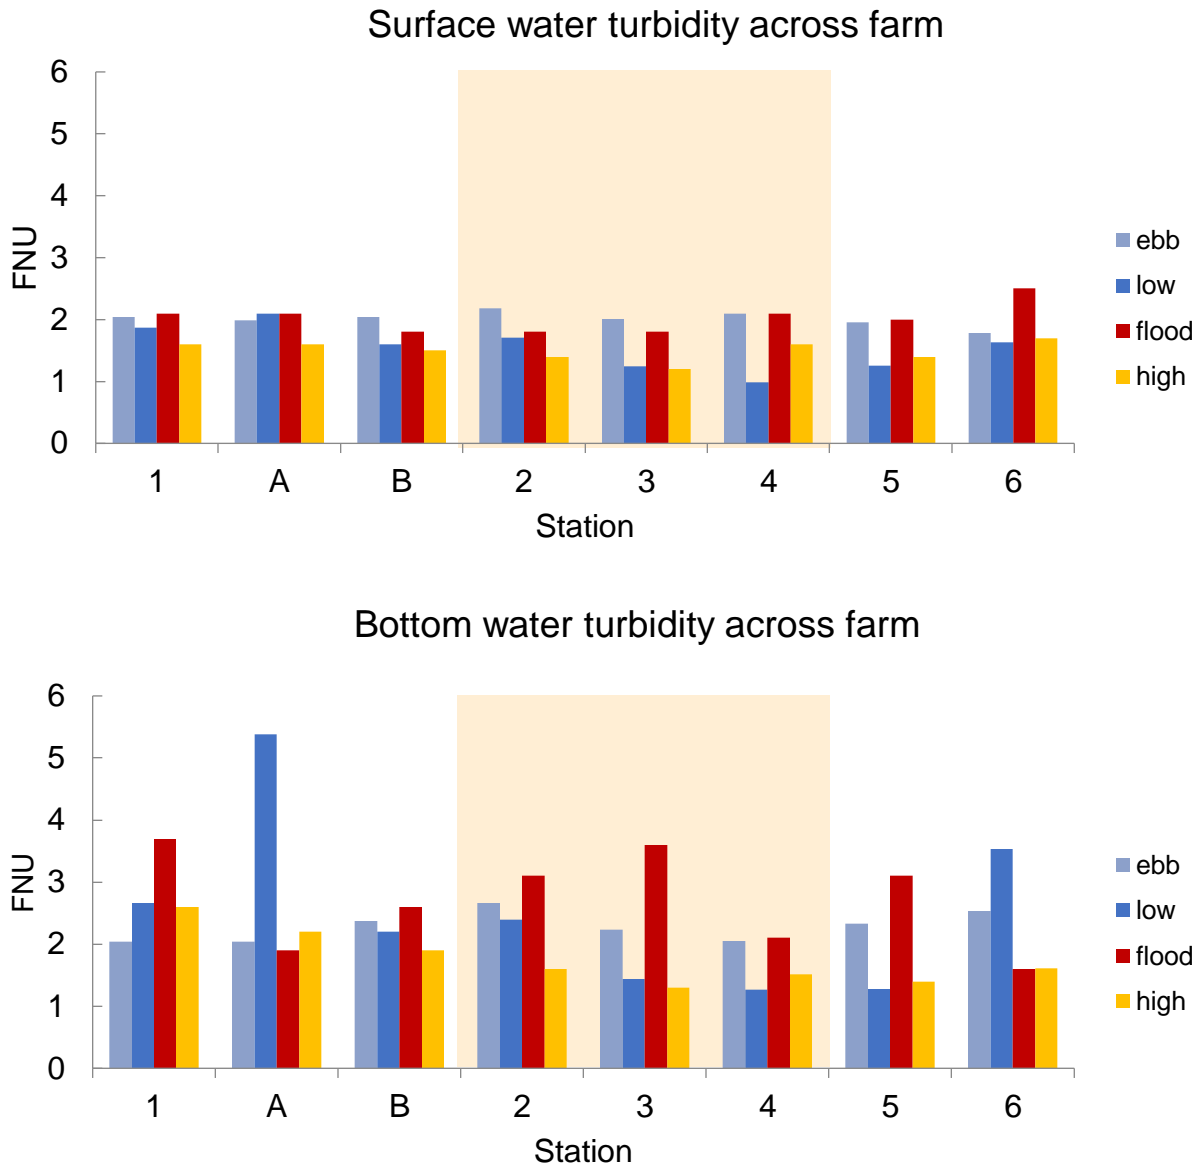 Surface water turbidity across farm
6
5
4
3
2
1
0
FNU
1 A B 2 3 4 5 6
Station
ebb
low
flood
high
Bottom water turbidity across farm
6
5
4
3
2
1
0
FNU
1 A B 2 3 4 5 6
Station
ebb
low
flood
high